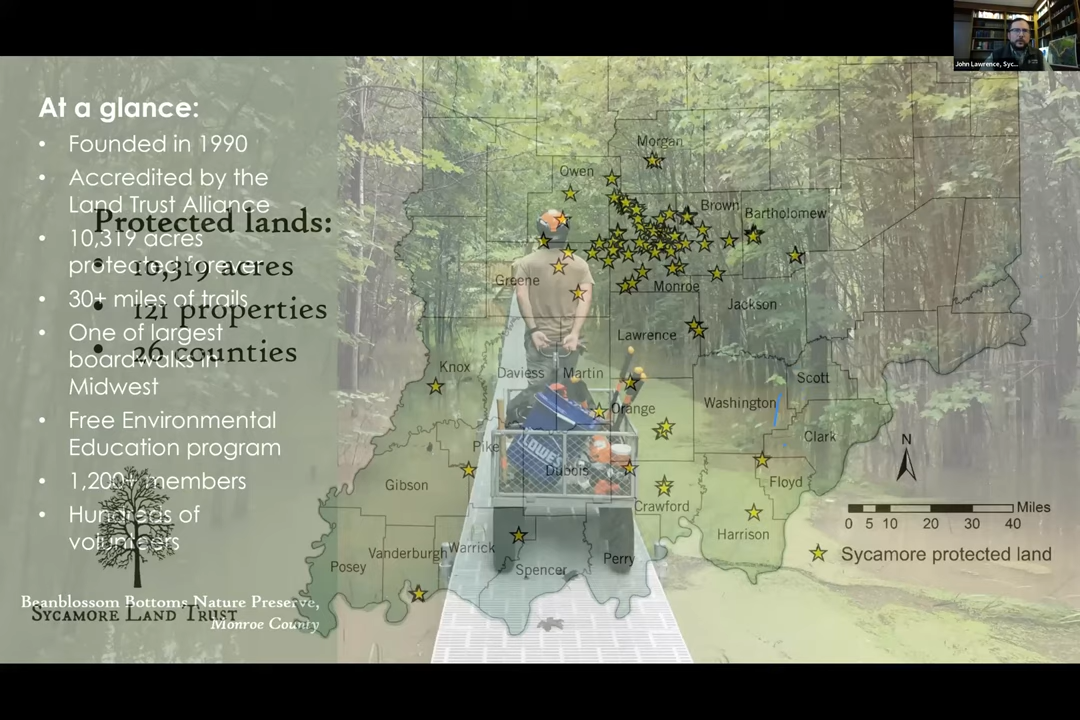 John Lawrence, Syc...
At a glance:
• Founded in 1990
• Accredited by the
Land Trust Alliance
• 10,319 acres
protected forever
• 30+ miles of trails
• One of largest
boardwalks in
Midwest
• Free Environmental
Education program
• 1,200+ members
• Hundreds of
volunteers
Beanblossom Bottoms Nature Preserve,
Monroe County
Protected lands:
• 10,319 acres
• 121 properties
• 26 counties
Sycamore Land Trust
Morgan
Owen
Brown
Bartholomew
Greene
Monroe
Jackson
Lawrence
Knox
Daviess
Martin
Scott
Orange
Washington
Clark
Pike
LOWE'S
Dubois
Gibson
Floyd
Crawford
Harrison
Vanderburgh
Warrick
Perry
Posey
Spencer
N
Miles
0 5 10 20 30 40
Sycamore protected land